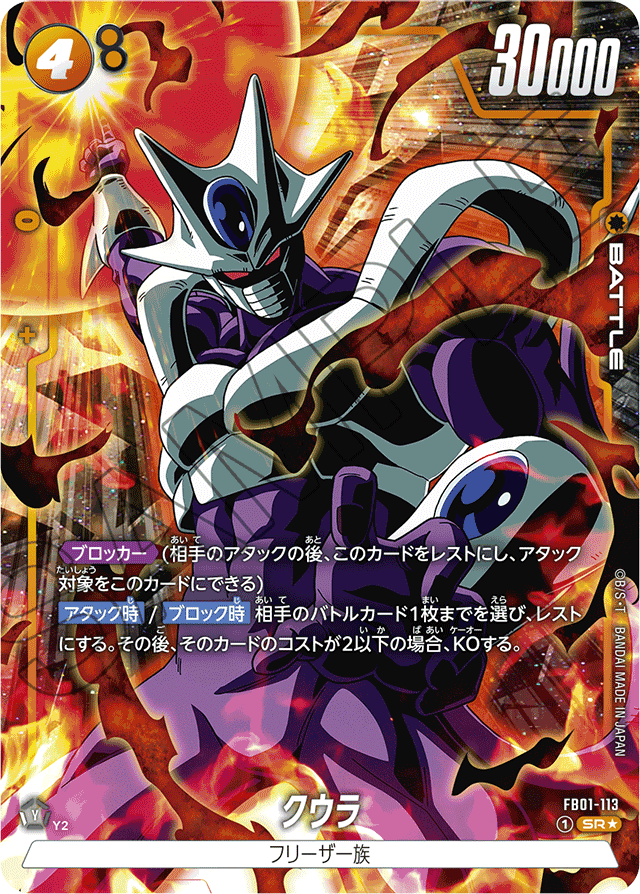 4
30000
0
+
BATTLE
SAMPLE
ブロッカー (相手のアタックの後、このカードをレストにし、アタック
対象をこのカードにできる)
アタック時 / ブロック時 相手のバトルカード1枚までを選び、レスト
にする。その後、そのカードのコストが2以下の場合、KOする。
©B/S・T BANDAI MADE IN JAPAN
クウラ
FB01-113
Y Y2
1 SR★
フリーザー族